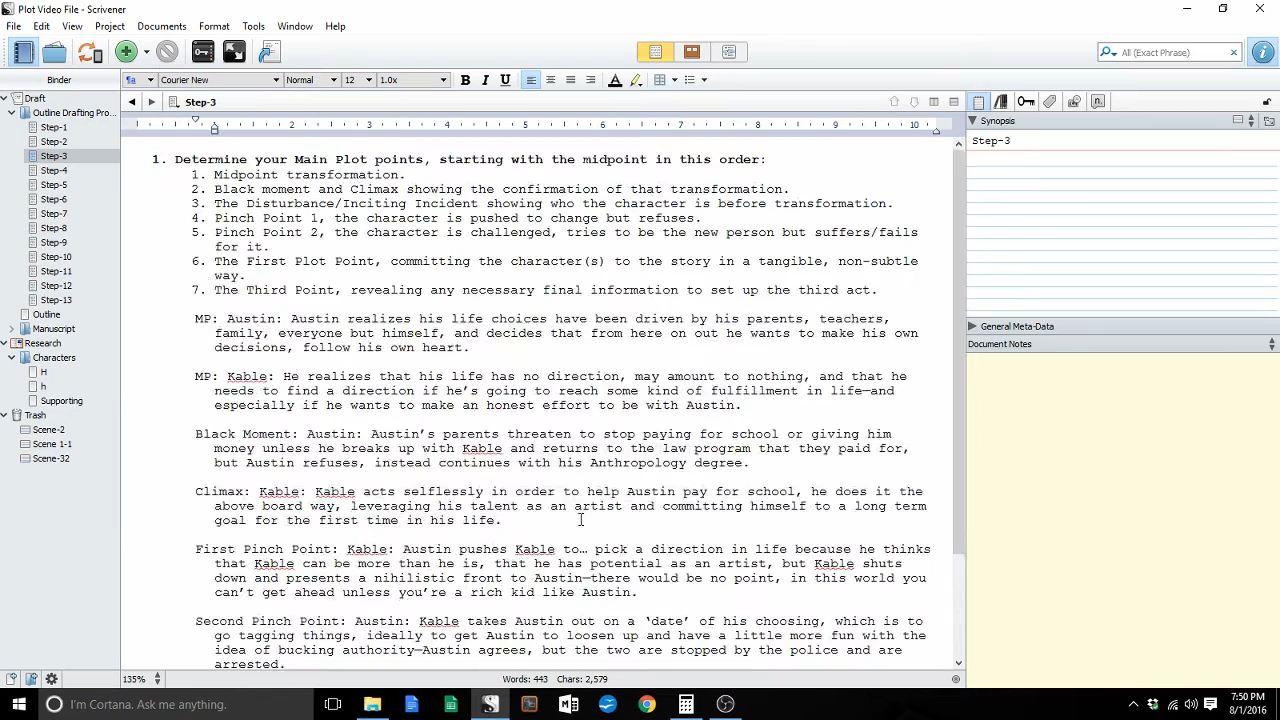 Plot Video File - Scrivener
File Edit View Project Documents Format Tools Window Help
All (Exact Phrase)
Binder
Courier New Normal 12 1.0x B I U
Draft
Outline Drafting Pro...
Step-1
Step-2
Step-3
Step-4
Step-5
Step-6
Step-7
Step-8
Step-9
Step-10
Step-11
Step-12
Step-13
Outline
Manuscript
Research
Characters
H
h
Supporting
Trash
Scene-2
Scene 1-1
Scene-32
Step-3
2 3 4 5 6 7 8 9 10
1. Determine your Main Plot points, starting with the midpoint in this order:
1. Midpoint transformation.
2. Black moment and Climax showing the confirmation of that transformation.
3. The Disturbance/Inciting Incident showing who the character is before transformation.
4. Pinch Point 1, the character is pushed to change but refuses.
5. Pinch Point 2, the character is challenged, tries to be the new person but suffers/fails
for it.
6. The First Plot Point, committing the character(s) to the story in a tangible, non-subtle
way.
7. The Third Point, revealing any necessary final information to set up the third act.
MP: Austin: Austin realizes his life choices have been driven by his parents, teachers,
family, everyone but himself, and decides that from here on out he wants to make his own
decisions, follow his own heart.
MP: Kable: He realizes that his life has no direction, may amount to nothing, and that he
needs to find a direction if he's going to reach some kind of fulfillment in life—and
especially if he wants to make an honest effort to be with Austin.
Black Moment: Austin: Austin's parents threaten to stop paying for school or giving him
money unless he breaks up with Kable and returns to the law program that they paid for,
but Austin refuses, instead continues with his Anthropology degree.
Climax: Kable: Kable acts selflessly in order to help Austin pay for school, he does it the
above board way, leveraging his talent as an artist and committing himself to a long term
goal for the first time in his life.
First Pinch Point: Kable: Austin pushes Kable to… pick a direction in life because he thinks
that Kable can be more than he is, that he has potential as an artist, but Kable shuts
down and presents a nihilistic front to Austin—there would be no point, in this world you
can't get ahead unless you're a rich kid like Austin.
Second Pinch Point: Austin: Kable takes Austin out on a 'date' of his choosing, which is to
go tagging things, ideally to get Austin to loosen up and have a little more fun with the
idea of bucking authority—Austin agrees, but the two are stopped by the police and are
arrested.
135% Words: 443 Chars: 2,579
Synopsis
Step-3
General Meta-Data
Document Notes
I'm Cortana. Ask me anything.
7:50 PM
8/1/2016